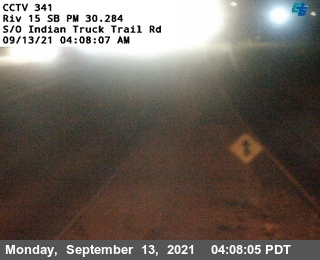 CCTV 341
Riv 15 SB PM 30.284
S/O Indian Truck Trail Rd
09/13/21 04:08:07 AM
Monday, September 13, 2021 04:08:05 PDT